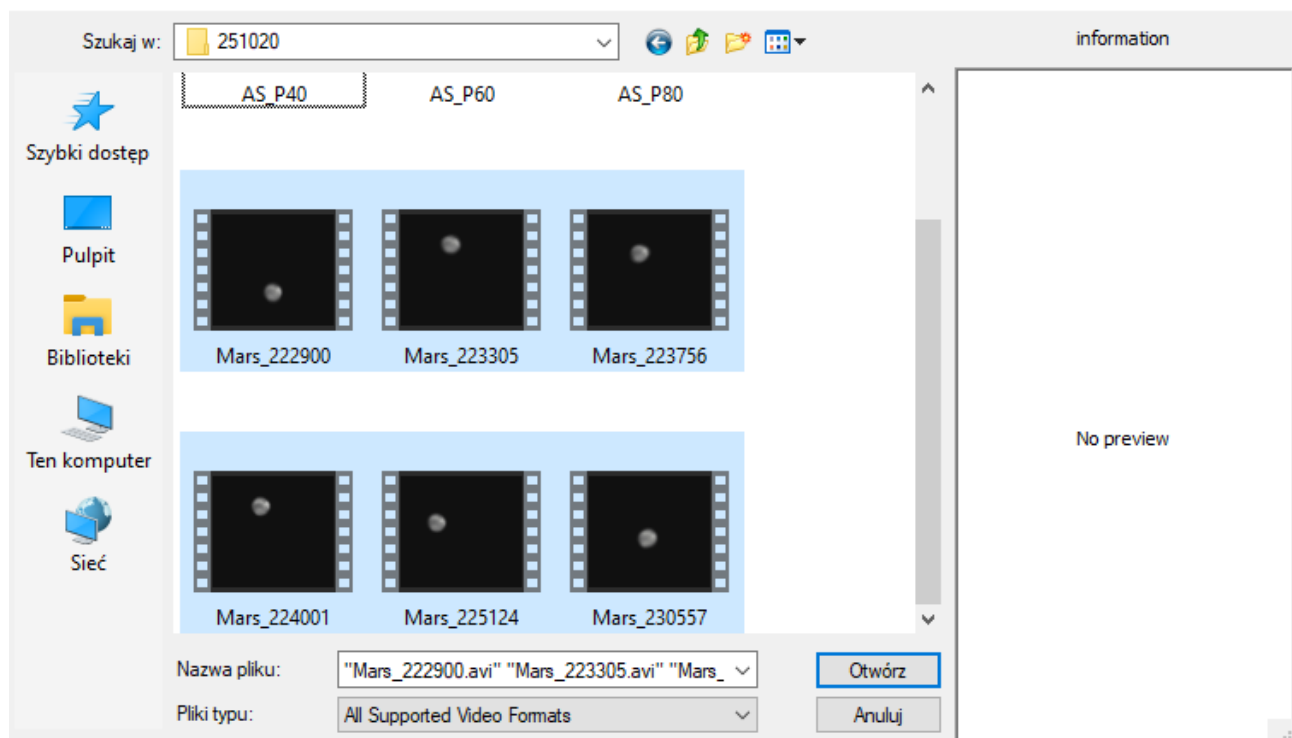 Szukaj w: 251020
information
AS_P40 AS_P60 AS_P80
Szybki dostęp
Pulpit
Biblioteki
Ten komputer
Sieć
Mars_222900 Mars_223305 Mars_223756
Mars_224001 Mars_225124 Mars_230557
No preview
Nazwa pliku: "Mars_222900.avi" "Mars_223305.avi" "Mars_ Otwórz
Pliki typu: All Supported Video Formats Anuluj